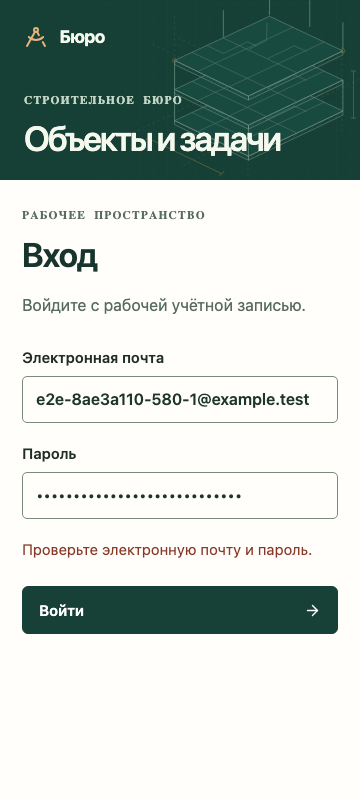 Бюро
СТРОИТЕЛЬНОЕ БЮРО
Объекты и задачи
РАБОЧЕЕ ПРОСТРАНСТВО
Вход
Войдите с рабочей учётной записью.
Электронная почта
e2e-8ae3a110-580-1@example.test
Пароль
Проверьте электронную почту и пароль.
Войти